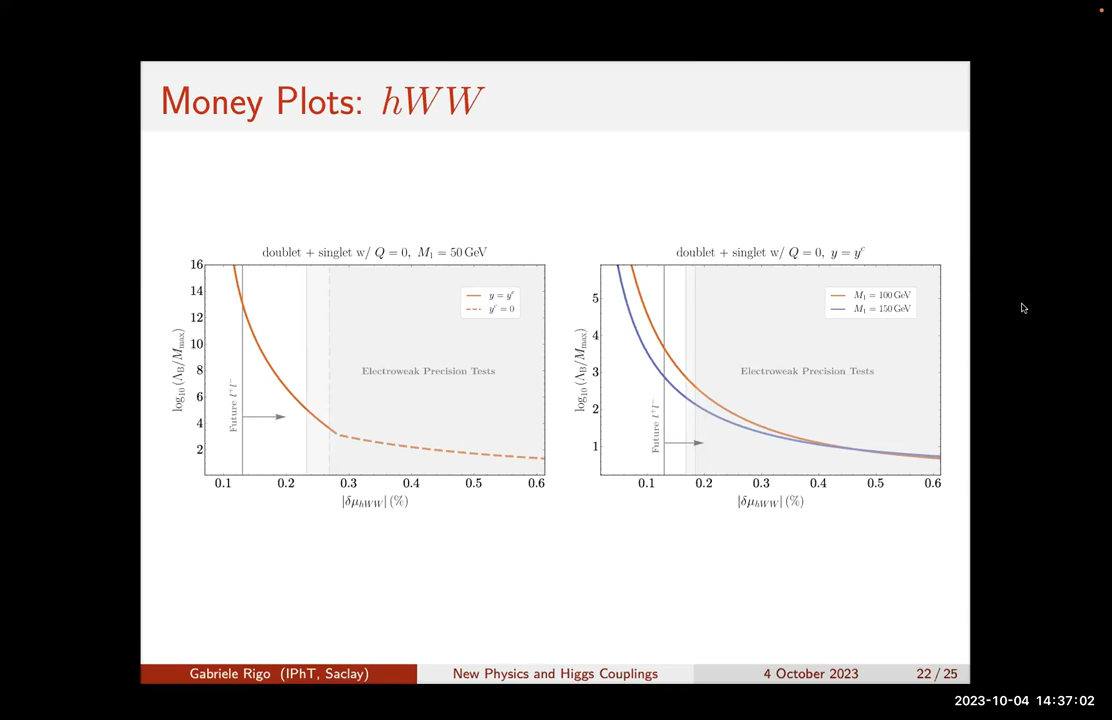 Money Plots: hWW
doublet + singlet w/ Q = 0, M₁ = 50 GeV
16
14
12
10
8
6
4
2
log₁₀ (Λ_B/M_max)
y = y^c
y^c = 0
Electroweak Precision Tests
Future l⁺l⁻
0.1 0.2 0.3 0.4 0.5 0.6
|δμ_hWW| (%)
doublet + singlet w/ Q = 0, y = y^c
5
4
3
2
1
log₁₀ (Λ_B/M_max)
M₁ = 100 GeV
M₁ = 150 GeV
Electroweak Precision Tests
Future l⁺l⁻
0.1 0.2 0.3 0.4 0.5 0.6
|δμ_hWW| (%)
Gabriele Rigo (IPhT, Saclay) New Physics and Higgs Couplings 4 October 2023 22 / 25
2023-10-04 14:37:02